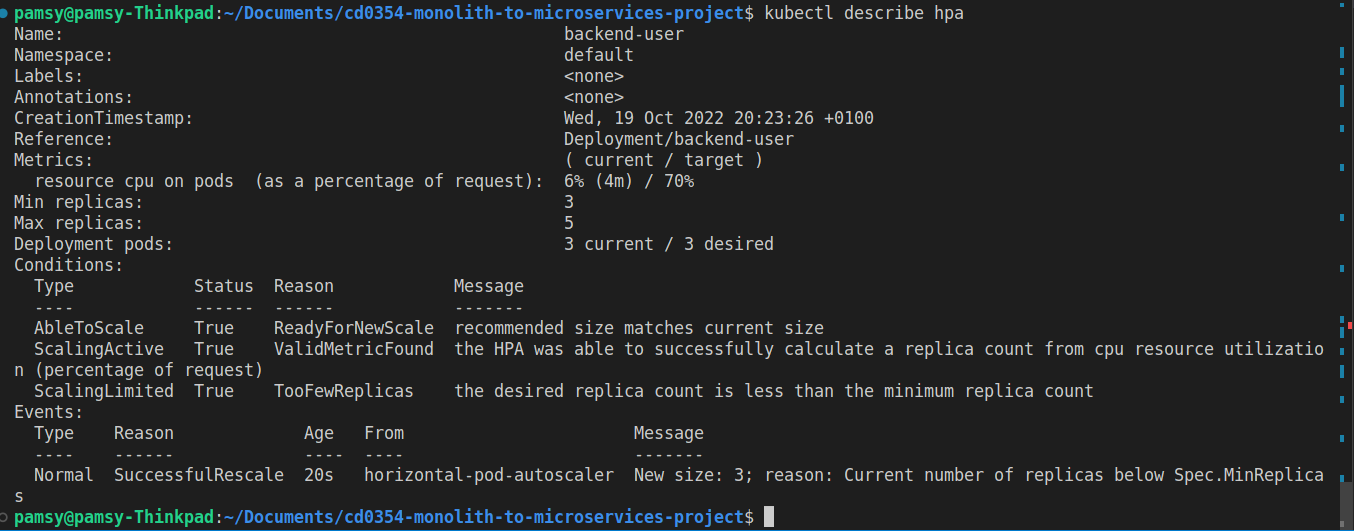 pamsy@pamsy-Thinkpad:~/Documents/cd0354-monolith-to-microservices-project$ kubectl describe hpa
Name:                                                  backend-user
Namespace:                                             default
Labels:                                                <none>
Annotations:                                           <none>
CreationTimestamp:                                     Wed, 19 Oct 2022 20:23:26 +0100
Reference:                                             Deployment/backend-user
Metrics:                                               ( current / target )
  resource cpu on pods  (as a percentage of request):  6% (4m) / 70%
Min replicas:                                          3
Max replicas:                                          5
Deployment pods:                                       3 current / 3 desired
Conditions:
  Type            Status  Reason            Message
  ----            ------  ------            -------
  AbleToScale     True    ReadyForNewScale  recommended size matches current size
  ScalingActive   True    ValidMetricFound  the HPA was able to successfully calculate a replica count from cpu resource utilizatio
n (percentage of request)
  ScalingLimited  True    TooFewReplicas    the desired replica count is less than the minimum replica count
Events:
  Type    Reason             Age   From                       Message
  ----    ------             ----  ----                       -------
  Normal  SuccessfulRescale  20s   horizontal-pod-autoscaler  New size: 3; reason: Current number of replicas below Spec.MinReplica
s
pamsy@pamsy-Thinkpad:~/Documents/cd0354-monolith-to-microservices-project$